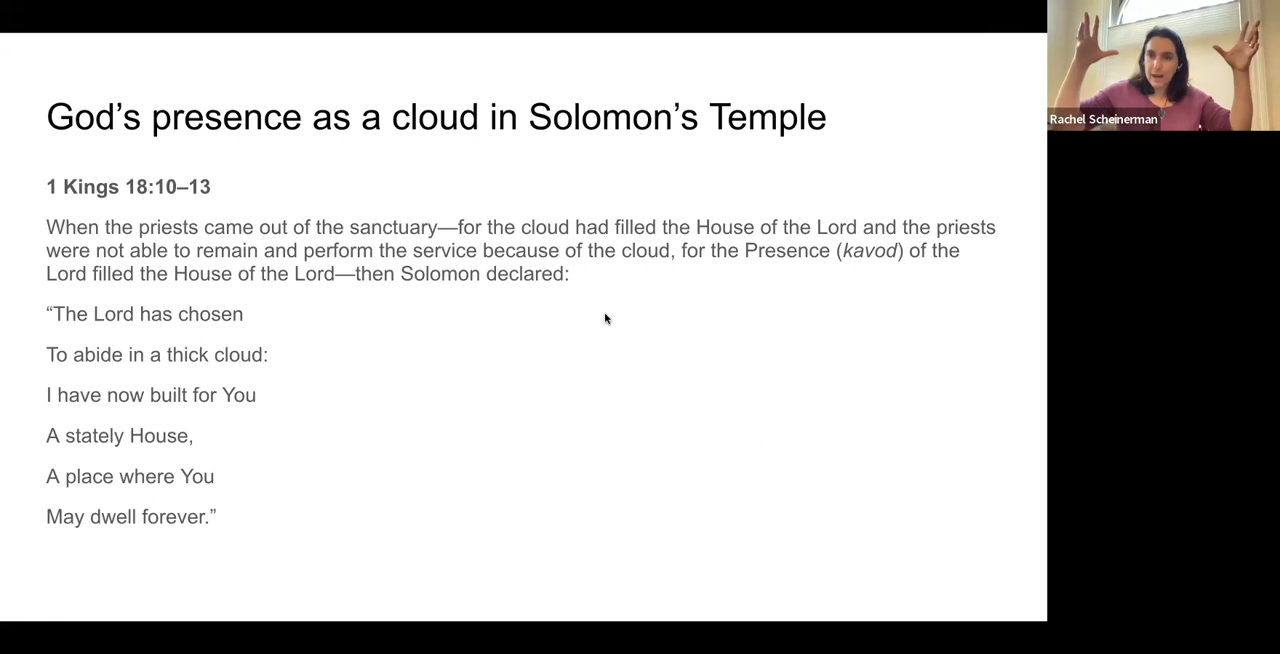 God’s presence as a cloud in Solomon’s Temple
1 Kings 18:10–13
When the priests came out of the sanctuary—for the cloud had filled the House of the Lord and the priests
were not able to remain and perform the service because of the cloud, for the Presence (kavod) of the
Lord filled the House of the Lord—then Solomon declared:
“The Lord has chosen
To abide in a thick cloud:
I have now built for You
A stately House,
A place where You
May dwell forever.”
Rachel Scheinerman